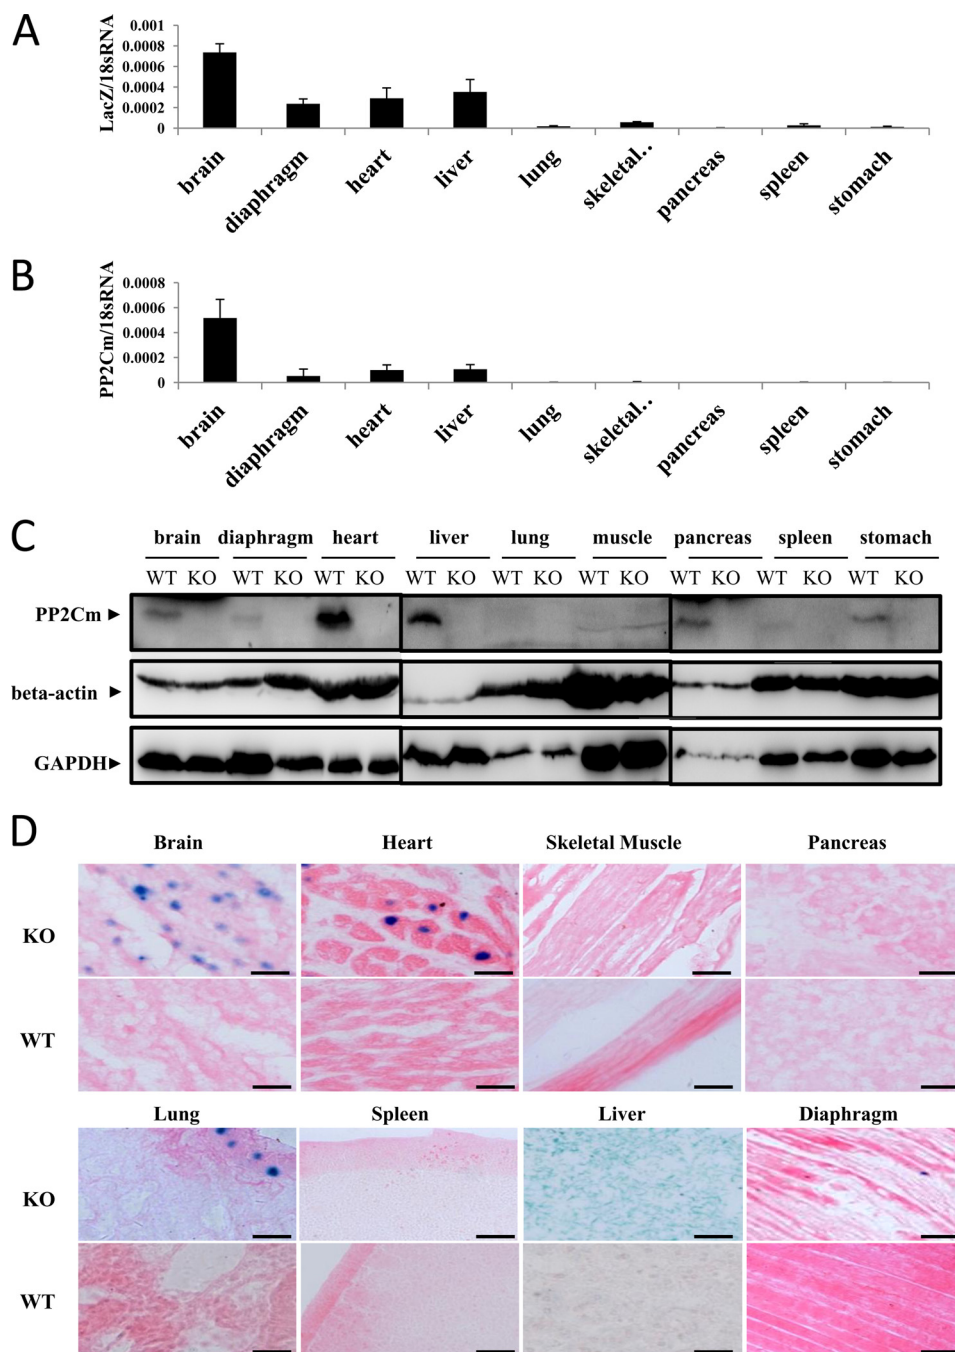 A
LacZ/18sRNA
0.001
0.0008
0.0006
0.0004
0.0002
0
brain
diaphragm
heart
liver
lung
skeletal..
pancreas
spleen
stomach
B
PP2Cm/18sRNA
0.0008
0.0006
0.0004
0.0002
0
brain
diaphragm
heart
liver
lung
skeletal..
pancreas
spleen
stomach
C
brain diaphragm heart liver lung muscle pancreas spleen stomach
WT KO WT KO WT KO WT KO WT KO WT KO WT KO WT KO WT KO
PP2Cm
beta-actin
GAPDH
D
Brain Heart Skeletal Muscle Pancreas
KO
WT
Lung Spleen Liver Diaphragm
KO
WT